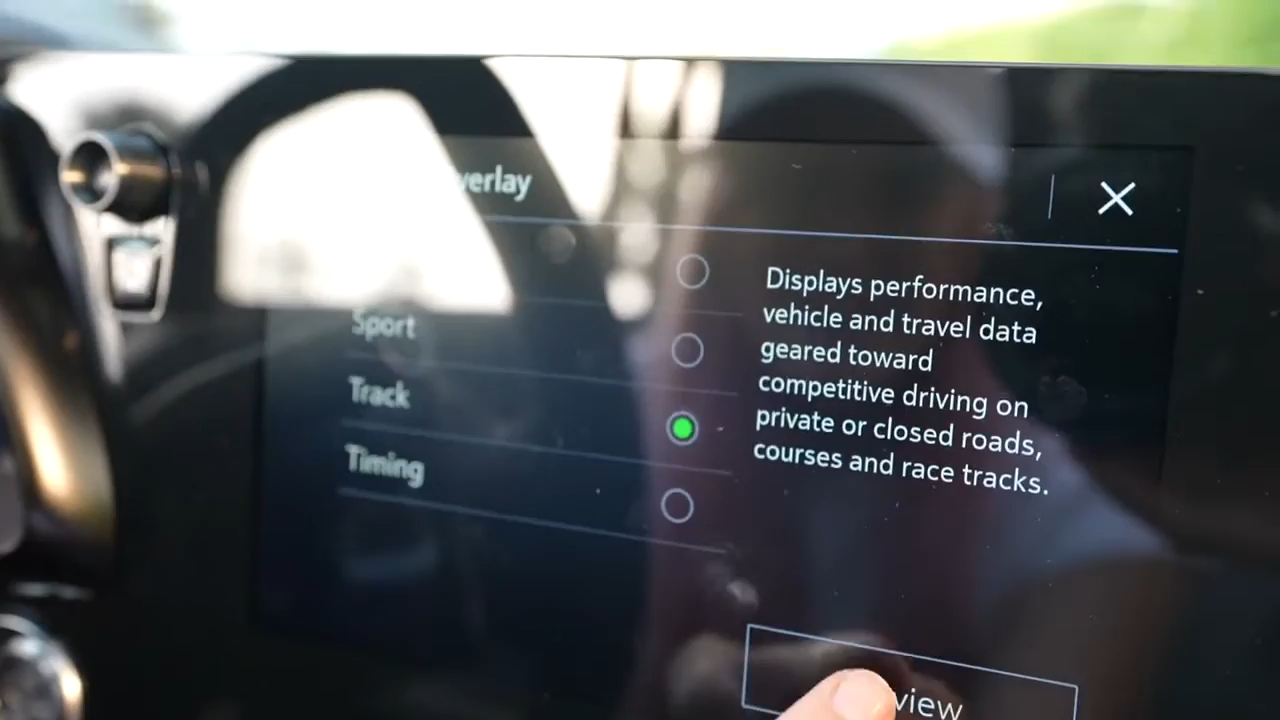 verlay
Sport
Track
Timing
Displays performance,
vehicle and travel data
geared toward
competitive driving on
private or closed roads,
courses and race tracks.
view